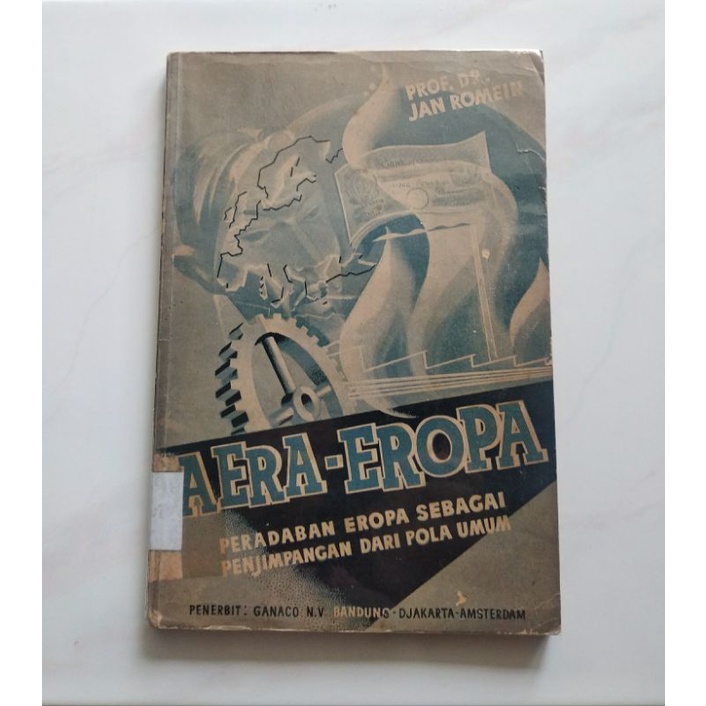 PROF. DR.
JAN ROMEIN
AERA-EROPA
PERADABAN EROPA SEBAGAI
PENJIMPANGAN DARI POLA UMUM
PENERBIT: GANACO N.V. BANDUNG-DJAKARTA-AMSTERDAM